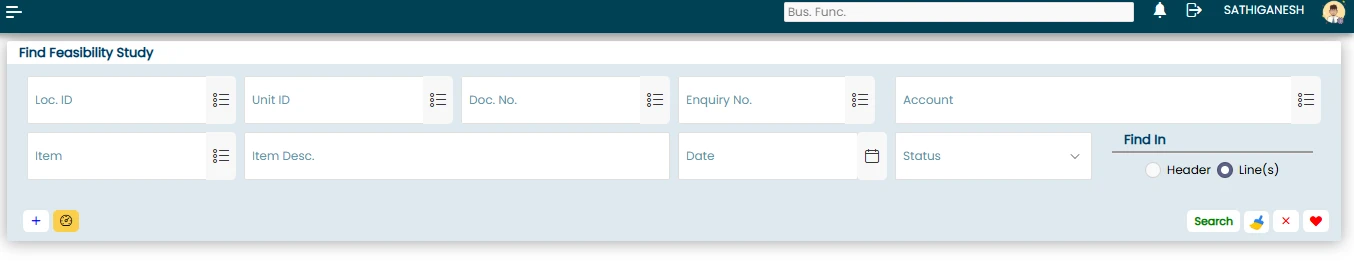 Bus. Func.
SATHIGANESH
Find Feasibility Study
Loc. ID
Unit ID
Doc. No.
Enquiry No.
Account
Item
Item Desc.
Date
Status
Find In
Header
Line(s)
Search